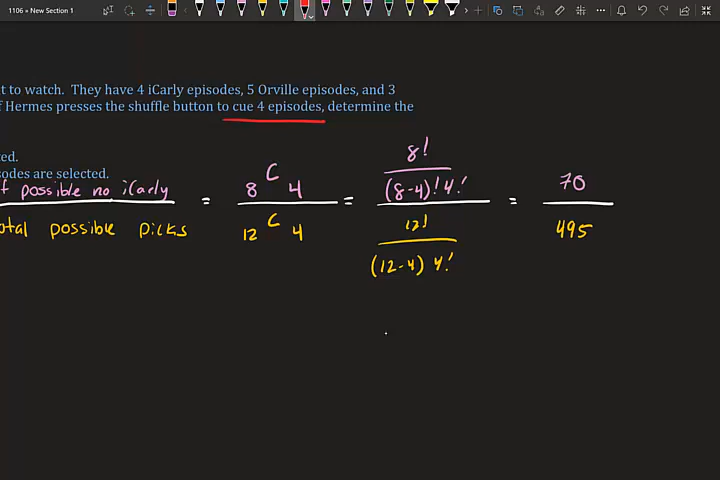 1106 » New Section 1
t to watch. They have 4 iCarly episodes, 5 Orville episodes, and 3
f Hermes presses the shuffle button to cue 4 episodes, determine the
ted.
sodes are selected.
f possible no iCarly = 8 C 4 = 8! / (8-4)! 4! = 70
otal possible picks 12 C 4 12! / (12-4) 4! 495